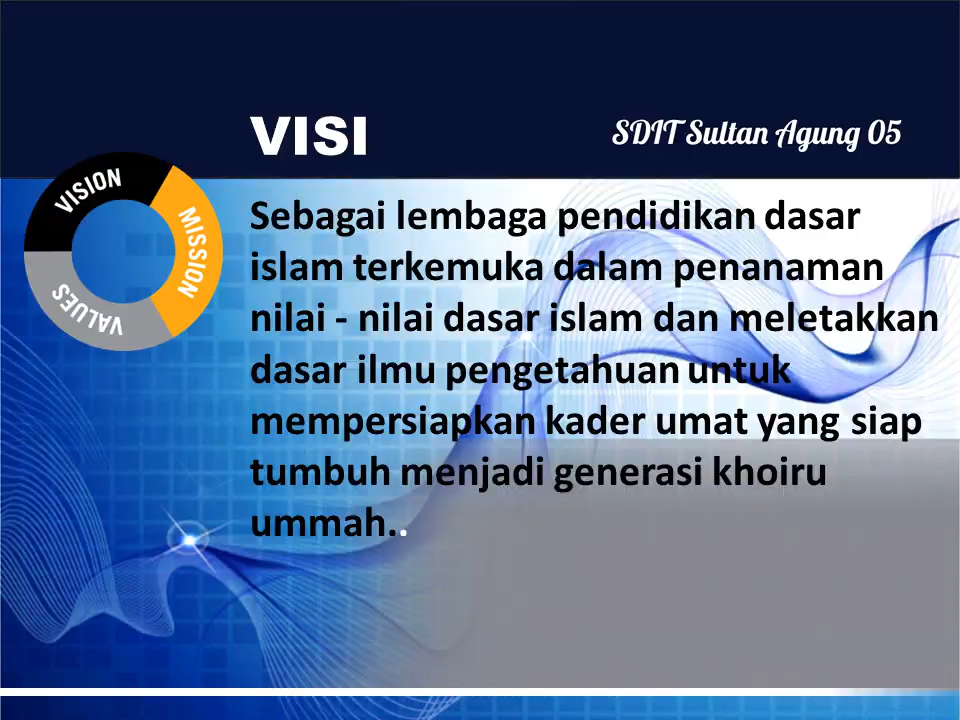 VISI
SDIT Sultan Agung 05
VISION
MISSION
VALUES
Sebagai lembaga pendidikan dasar
islam terkemuka dalam penanaman
nilai - nilai dasar islam dan meletakkan
dasar ilmu pengetahuan untuk
mempersiapkan kader umat yang siap
tumbuh menjadi generasi khoiru
ummah..